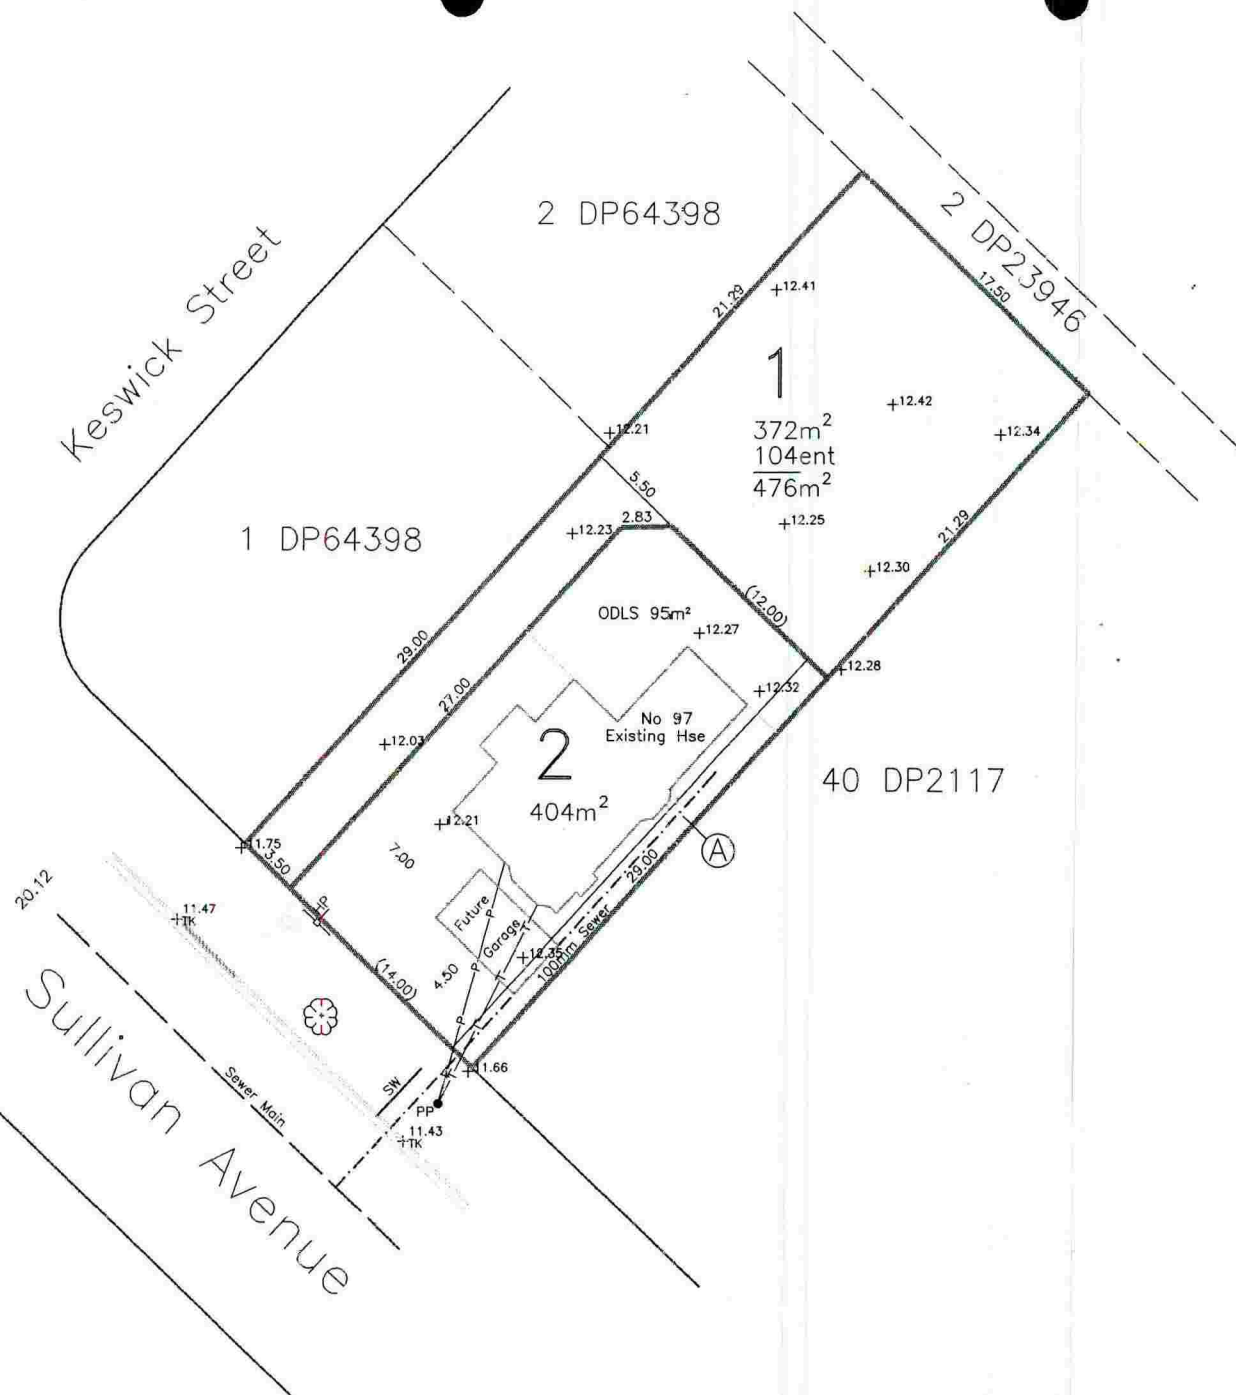 2 DP64398
2 DP23946
17.50
Keswick Street
21.29
+12.41
1
+12.42
+12.21
372m²
104ent
476m²
+12.34
5.50
2.83
+12.23
+12.25
21.29
1 DP64398
+12.30
(12.00)
ODLS 95m²
+12.27
29.00
+12.28
+12.32
27.00
No 97
Existing Hse
+12.03
2
40 DP2117
404m²
+12.21
11.75
3.50
7.00
A
29.00
20.12
11.47
+TK
HP
Future
Garage
P
P
P
T
T
T
T
+12.35
100mm Sewer
4.50
(14.00)
Sullivan Avenue
Sewer Main
SW
11.66
PP
11.43
+TK